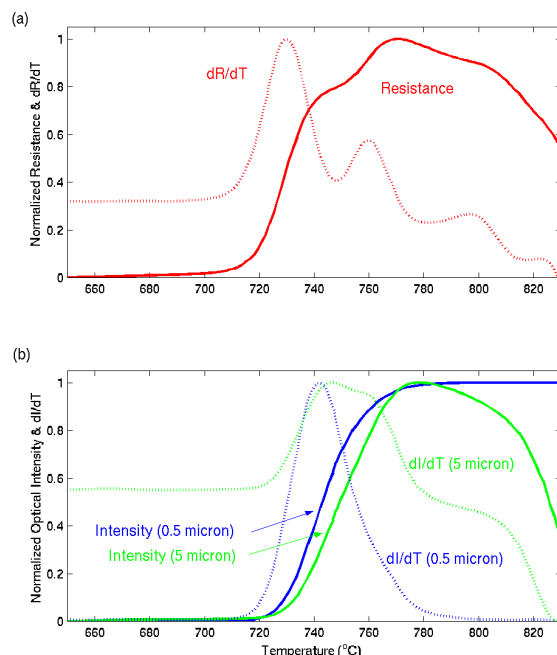 (a)
Normalized Resistance & dR/dT
1
0.8
0.6
0.4
0.2
0
dR/dT
Resistance
660 680 700 720 740 760 780 800 820
(b)
Normalized Optical Intensity & dI/dT
1
0.8
0.6
0.4
0.2
0
dI/dT (5 micron)
Intensity (0.5 micron)
Intensity (5 micron)
dI/dT (0.5 micron)
660 680 700 720 740 760 780 800 820
Temperature (°C)